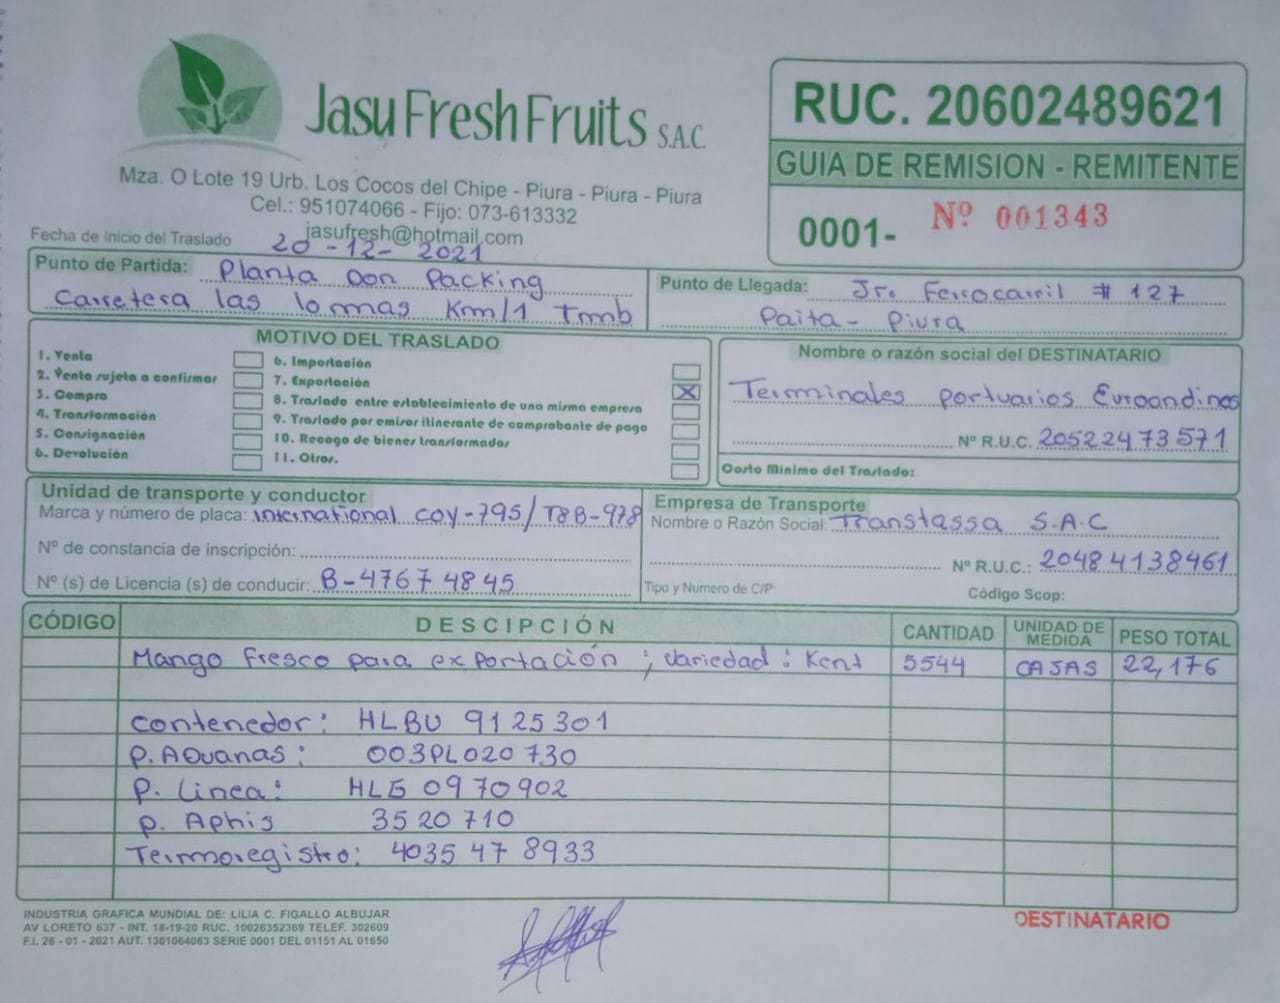 Jasu Fresh Fruits S.A.C.
Mza. O Lote 19 Urb. Los Cocos del Chipe - Piura - Piura - Piura
Cel.: 951074066 - Fijo: 073-613332
jasufresh@hotmail.com
RUC. 20602489621
GUIA DE REMISION - REMITENTE
0001- Nº 001343
Fecha de Inicio del Traslado 20-12-2021
Punto de Partida: Planta Don Packing
Carretera las lomas Km/1 Tmb
Punto de Llegada: Jr. Ferrocarril # 127
Paita - Piura
MOTIVO DEL TRASLADO
1. Venta
2. Venta sujeta a confirmar
3. Compra
4. Transformación
5. Consignación
6. Devolución
6. Importación
7. Exportación X
8. Traslado entre establecimiento de una misma empresa
9. Traslado por emisor itinerante de comprobante de pago
10. Recogo de bienes transformados
11. Otros.
Nombre o razón social del DESTINATARIO
Terminales portuarios Euroandinos
Nº R.U.C. 20522473571
Costo Mínimo del Traslado:
Unidad de transporte y conductor
Marca y número de placa: International COY-795/T8B-978
Nº de constancia de inscripción:
Nº (s) de Licencia (s) de conducir: B-47674845
Empresa de Transporte
Nombre o Razón Social: Transtassa S.A.C
Nº R.U.C.: 20484138461
Tipo y Numero de C/P
Código Scop:
CÓDIGO DESCIPCIÓN CANTIDAD UNIDAD DE MEDIDA PESO TOTAL
Mango fresco para exportación ; variedad: Kent 5544 CAJAS 22,176
Contenedor: HLBU 9125301
P. ADuanas: 003PL020730
P. Linea: HLG 0970902
P. Aphis 3520710
Termoregistro: 4035478933
INDUSTRIA GRAFICA MUNDIAL DE: LILIA C. FIGALLO ALBUJAR
AV LORETO 637 - INT. 18-19-20 RUC. 10026352369 TELEF. 302609
F.I. 26 - 01 - 2021 AUT. 1301064083 SERIE 0001 DEL 01151 AL 01650
DESTINATARIO